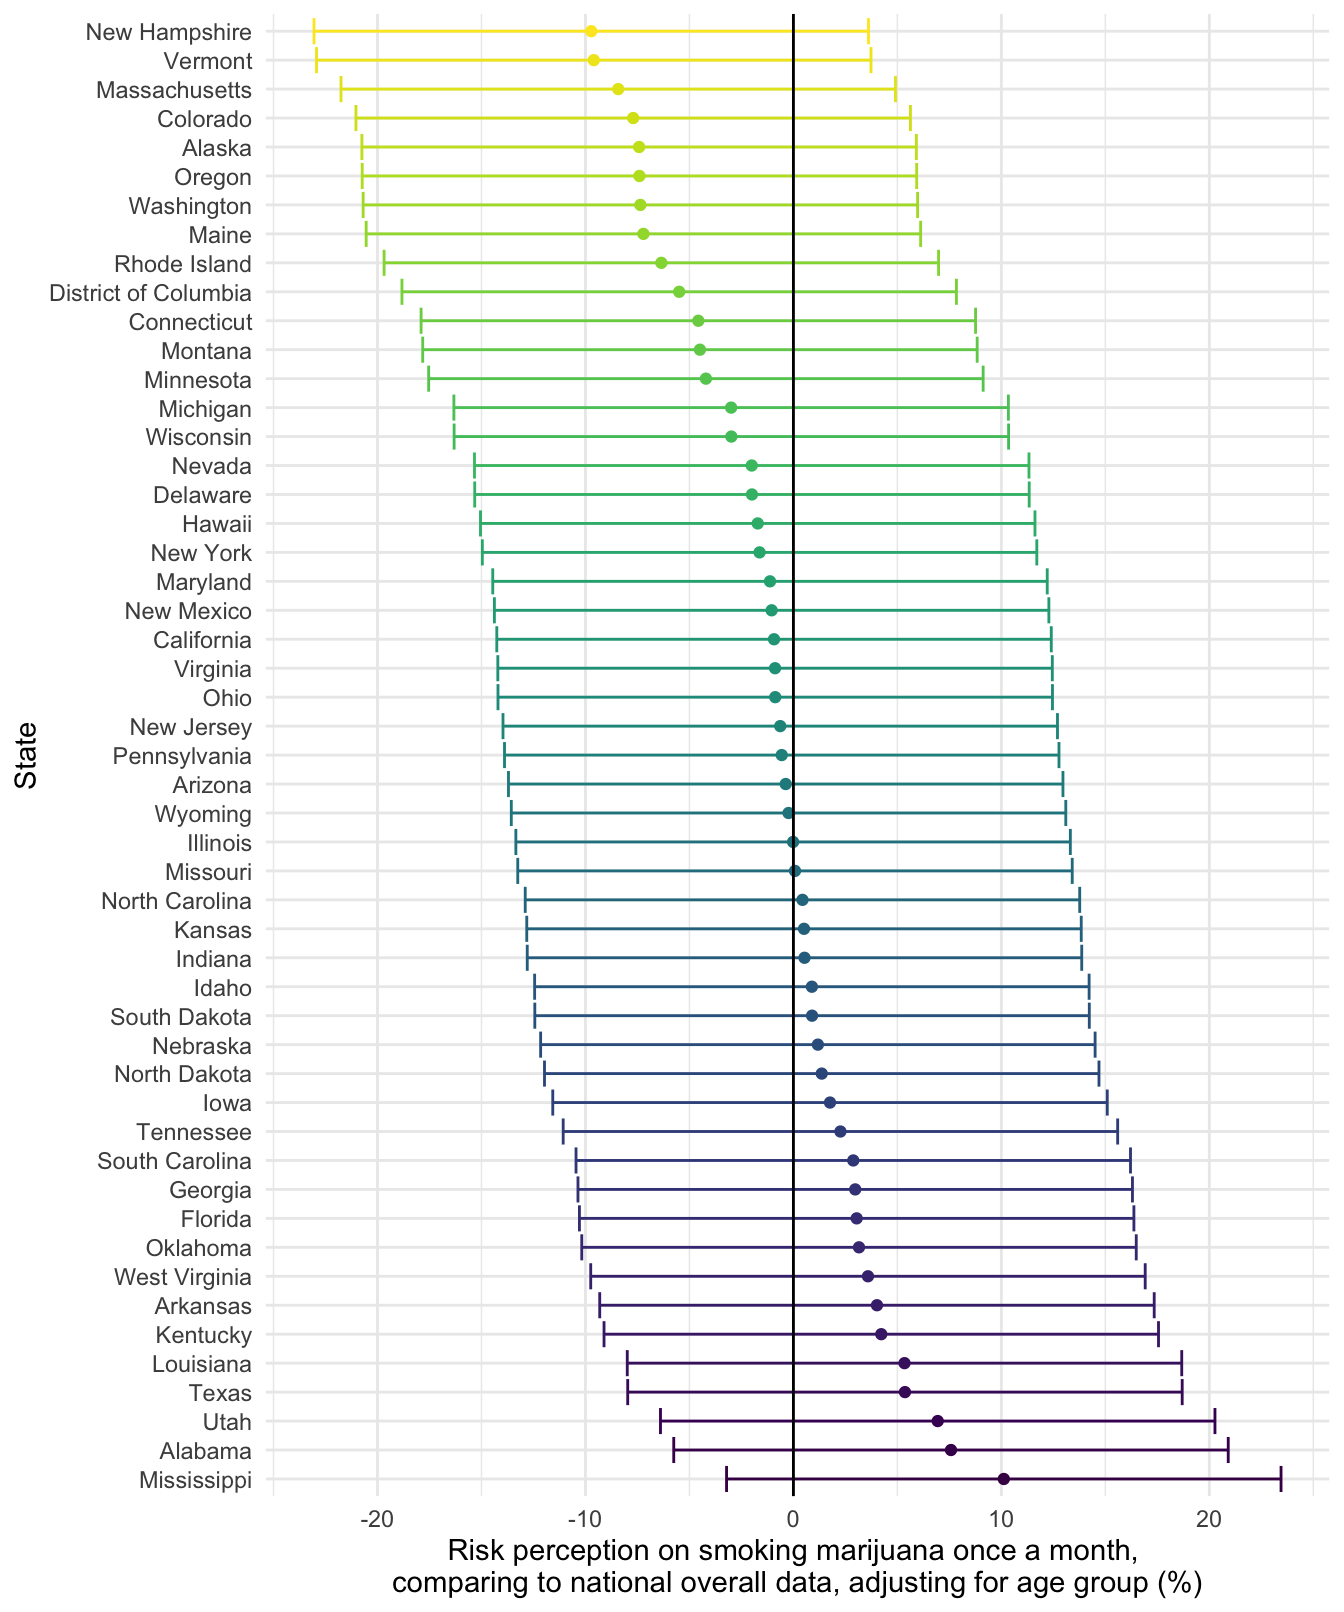 New Hampshire
Vermont
Massachusetts
Colorado
Alaska
Oregon
Washington
Maine
Rhode Island
District of Columbia
Connecticut
Montana
Minnesota
Michigan
Wisconsin
Nevada
Delaware
Hawaii
New York
Maryland
New Mexico
California
Virginia
Ohio
New Jersey
Pennsylvania
Arizona
Wyoming
Illinois
Missouri
North Carolina
Kansas
Indiana
Idaho
South Dakota
Nebraska
North Dakota
Iowa
Tennessee
South Carolina
Georgia
Florida
Oklahoma
West Virginia
Arkansas
Kentucky
Louisiana
Texas
Utah
Alabama
Mississippi
State
-20 -10 0 10 20
Risk perception on smoking marijuana once a month,
comparing to national overall data, adjusting for age group (%)